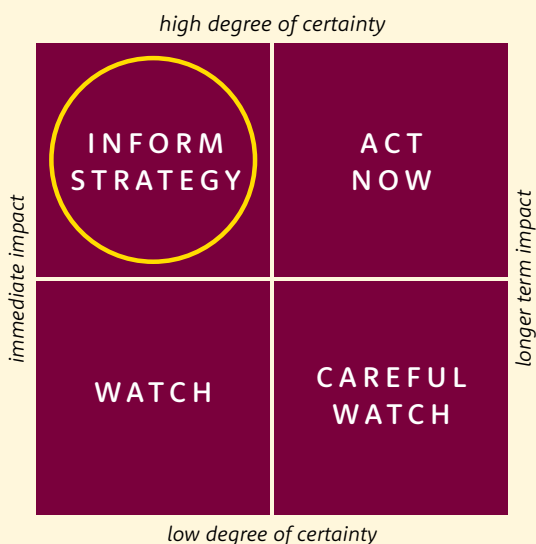 high degree of certainty
INFORM
STRATEGY
ACT
NOW
immediate impact
longer term impact
WATCH
CAREFUL
WATCH
low degree of certainty